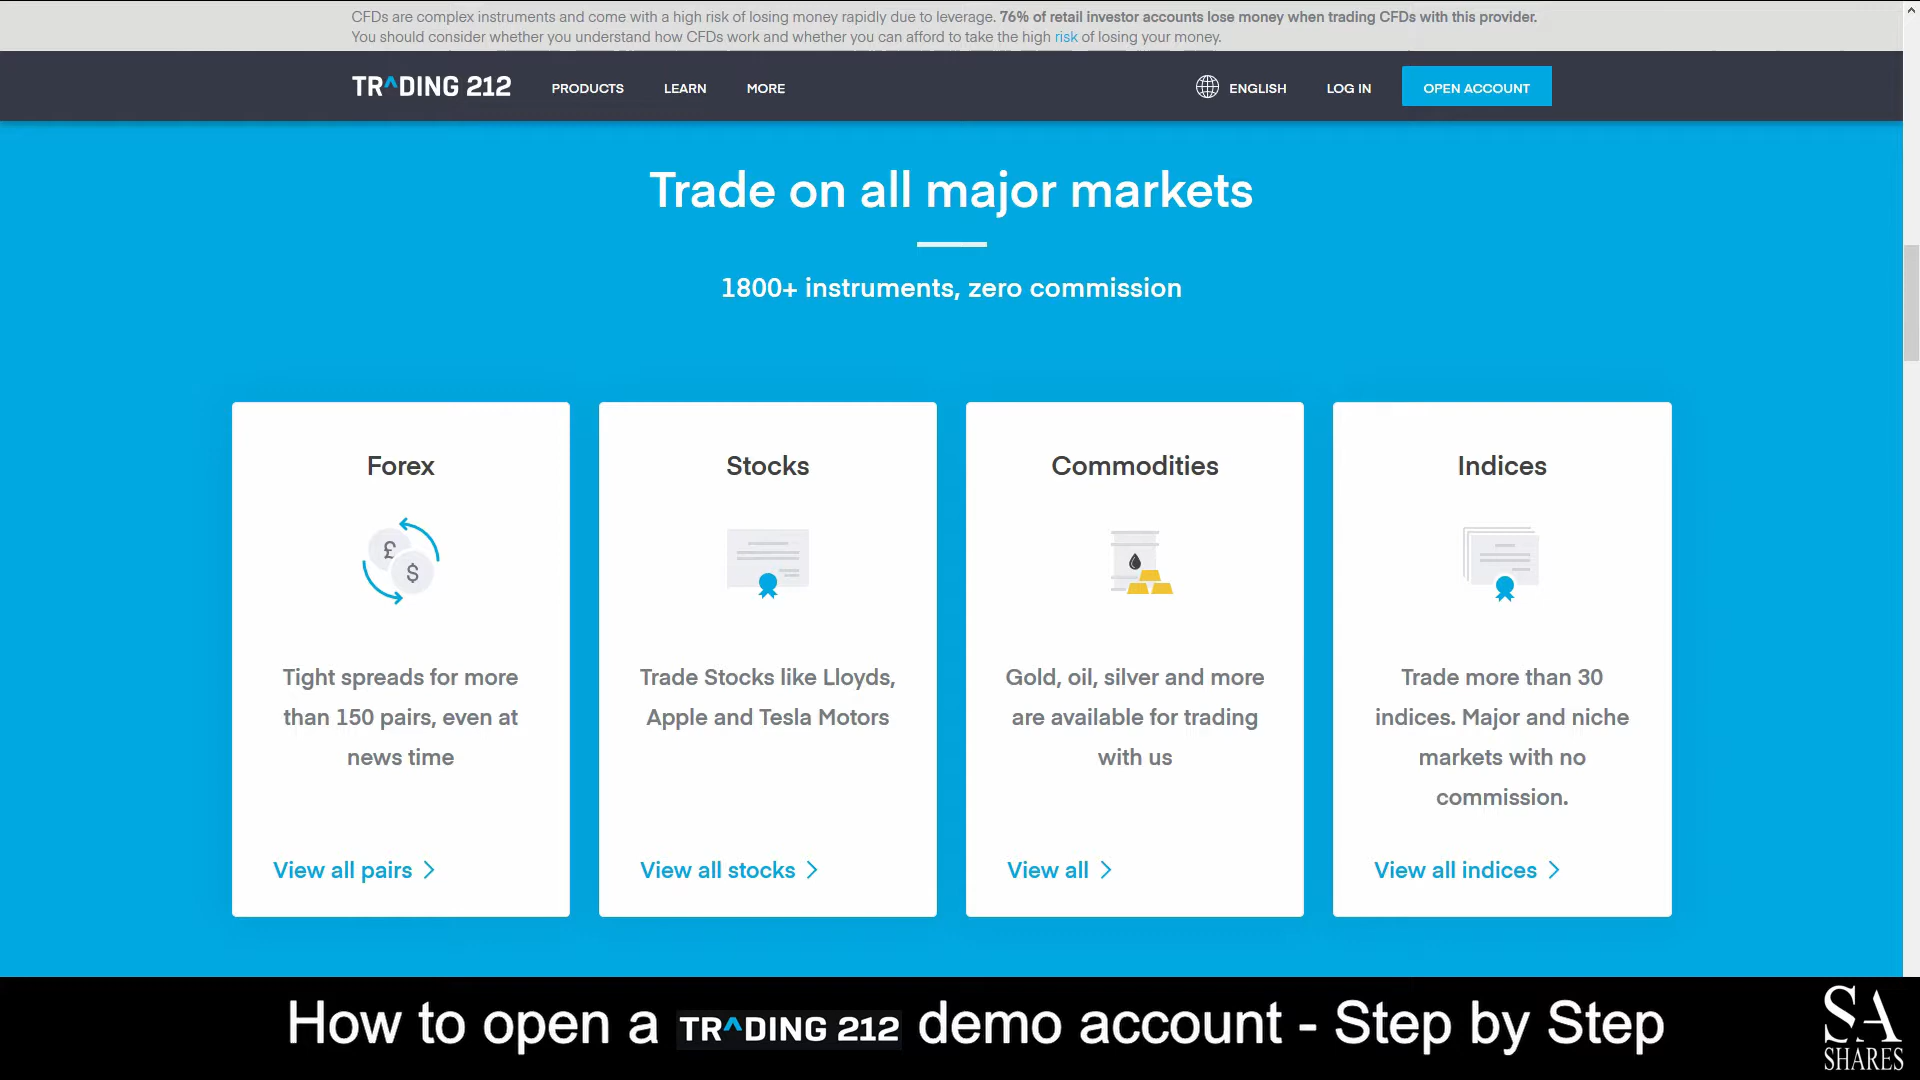 CFDs are complex instruments and come with a high risk of losing money rapidly due to leverage. 76% of retail investor accounts lose money when trading CFDs with this provider.
You should consider whether you understand how CFDs work and whether you can afford to take the high risk of losing your money.
TR^DING 212 PRODUCTS LEARN MORE ENGLISH LOG IN OPEN ACCOUNT
Trade on all major markets
1800+ instruments, zero commission
Forex
£
$
Tight spreads for more
than 150 pairs, even at
news time
View all pairs
Stocks
Trade Stocks like Lloyds,
Apple and Tesla Motors
View all stocks
Commodities
Gold, oil, silver and more
are available for trading
with us
View all
Indices
Trade more than 30
indices. Major and niche
markets with no
commission.
View all indices
How to open a TR^DING 212 demo account - Step by Step
SA
SHARES